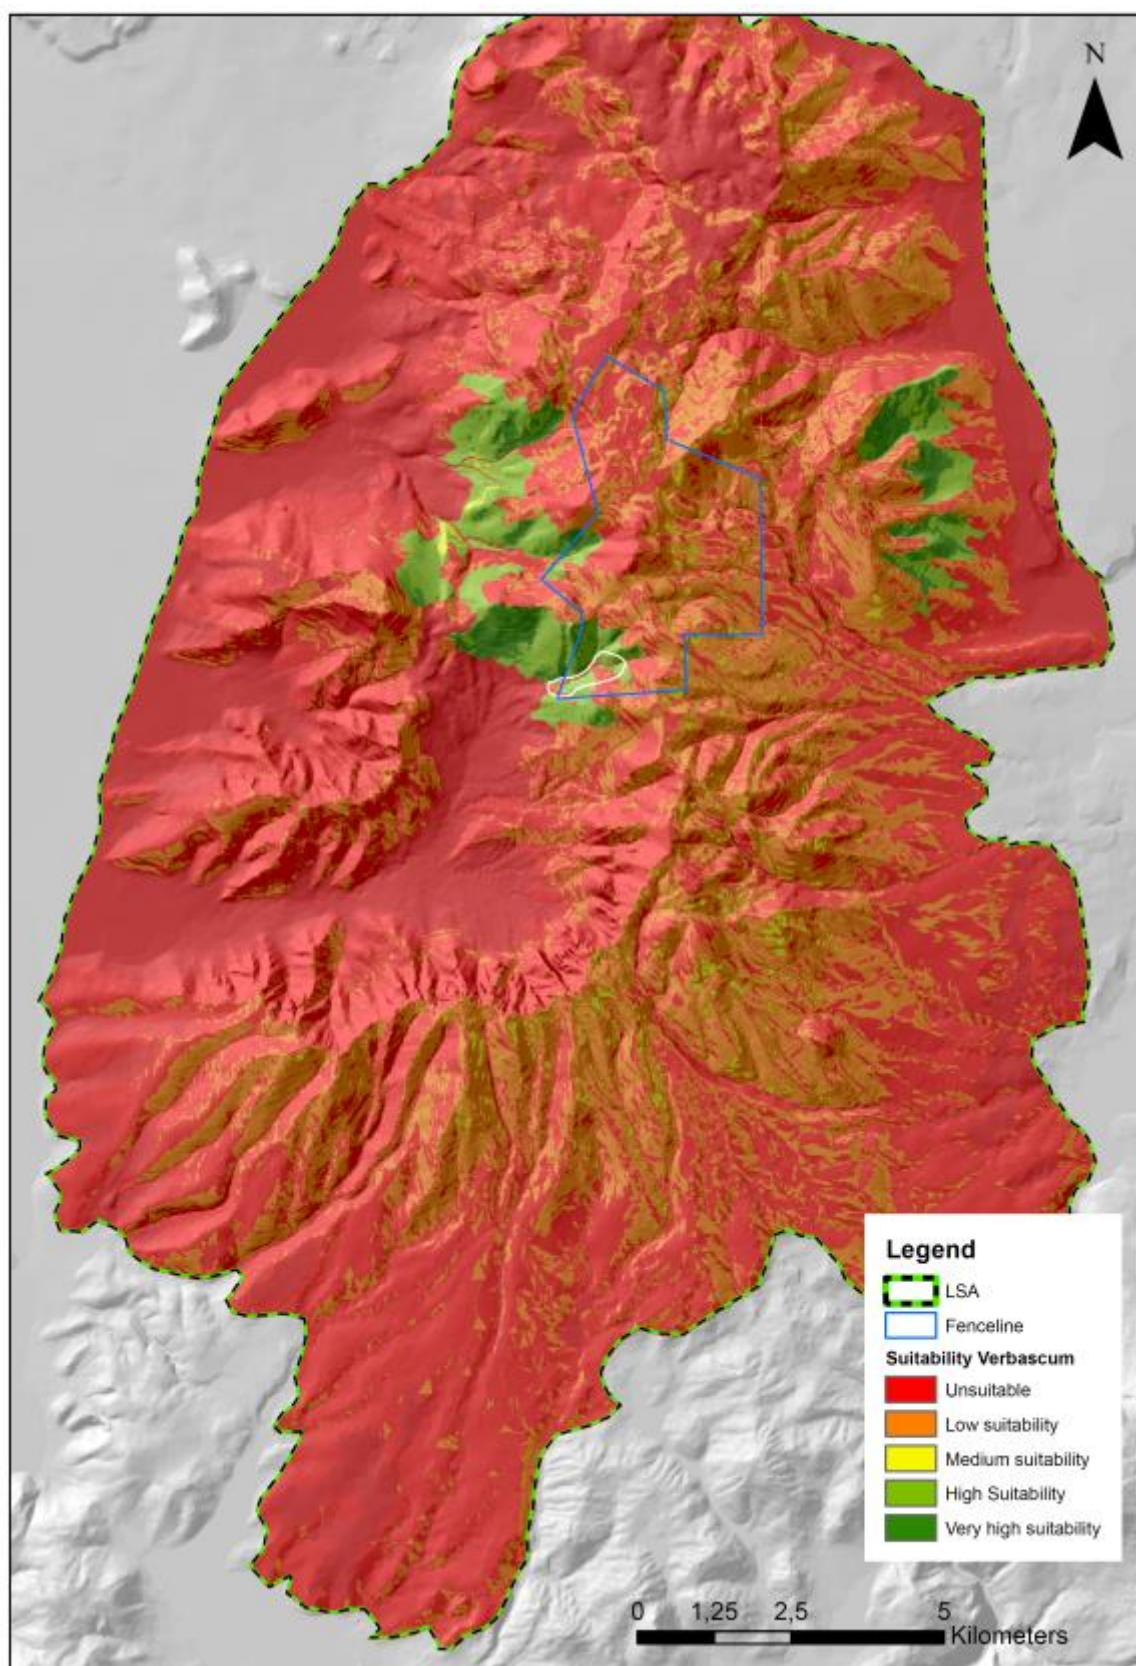 N
Legend
LSA
Fenceline
Suitability Verbascum
Unsuitable
Low suitability
Medium suitability
High Suitability
Very high suitability
0 1,25 2,5 5
Kilometers